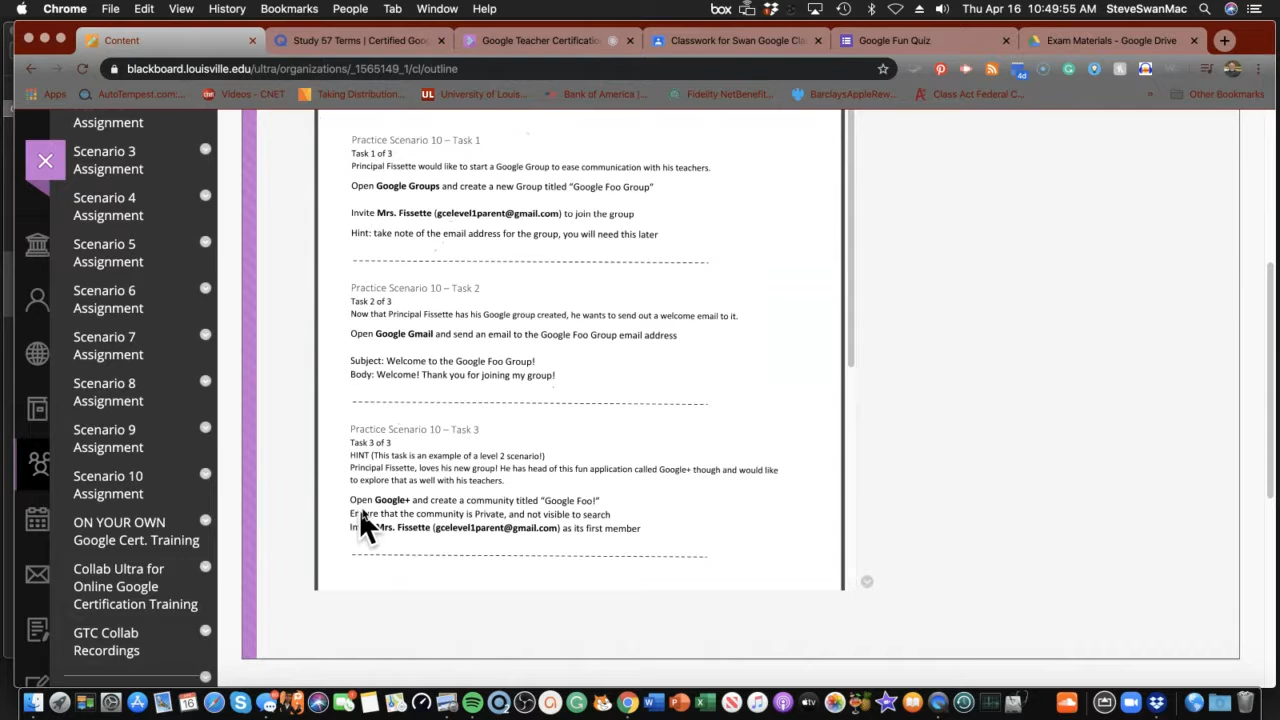 Chrome File Edit View History Bookmarks People Tab Window Help box Thu Apr 16 10:49:55 AM SteveSwanMac
Content Study 57 Terms | Certified Goo Google Teacher Certification Classwork for Swan Google Cla Google Fun Quiz Exam Materials - Google Drive
blackboard.louisville.edu/ultra/organizations/_1565149_1/cl/outline
Apps AutoTempest.com:... Videos - CNET Taking Distribution... University of Louis... Bank of America |... Fidelity NetBenefit... BarclaysAppleRew... Class Act Federal C... » Other Bookmarks
Assignment
Scenario 3
Assignment
Scenario 4
Assignment
Scenario 5
Assignment
Scenario 6
Assignment
Scenario 7
Assignment
Scenario 8
Assignment
Scenario 9
Assignment
Scenario 10
Assignment
ON YOUR OWN
Google Cert. Training
Collab Ultra for
Online Google
Certification Training
GTC Collab
Recordings
Practice Scenario 10 – Task 1
Task 1 of 3
Principal Fissette would like to start a Google Group to ease communication with his teachers.
Open Google Groups and create a new Group titled “Google Foo Group”
Invite Mrs. Fissette (gcelevel1parent@gmail.com) to join the group
Hint: take note of the email address for the group, you will need this later
Practice Scenario 10 – Task 2
Task 2 of 3
Now that Principal Fissette has his Google group created, he wants to send out a welcome email to it.
Open Google Gmail and send an email to the Google Foo Group email address
Subject: Welcome to the Google Foo Group!
Body: Welcome! Thank you for joining my group!
Practice Scenario 10 – Task 3
Task 3 of 3
HINT (This task is an example of a level 2 scenario!)
Principal Fissette, loves his new group! He has head of this fun application called Google+ though and would like
to explore that as well with his teachers.
Open Google+ and create a community titled “Google Foo!”
that the community is Private, and not visible to search
Mrs. Fissette (gcelevel1parent@gmail.com) as its first member